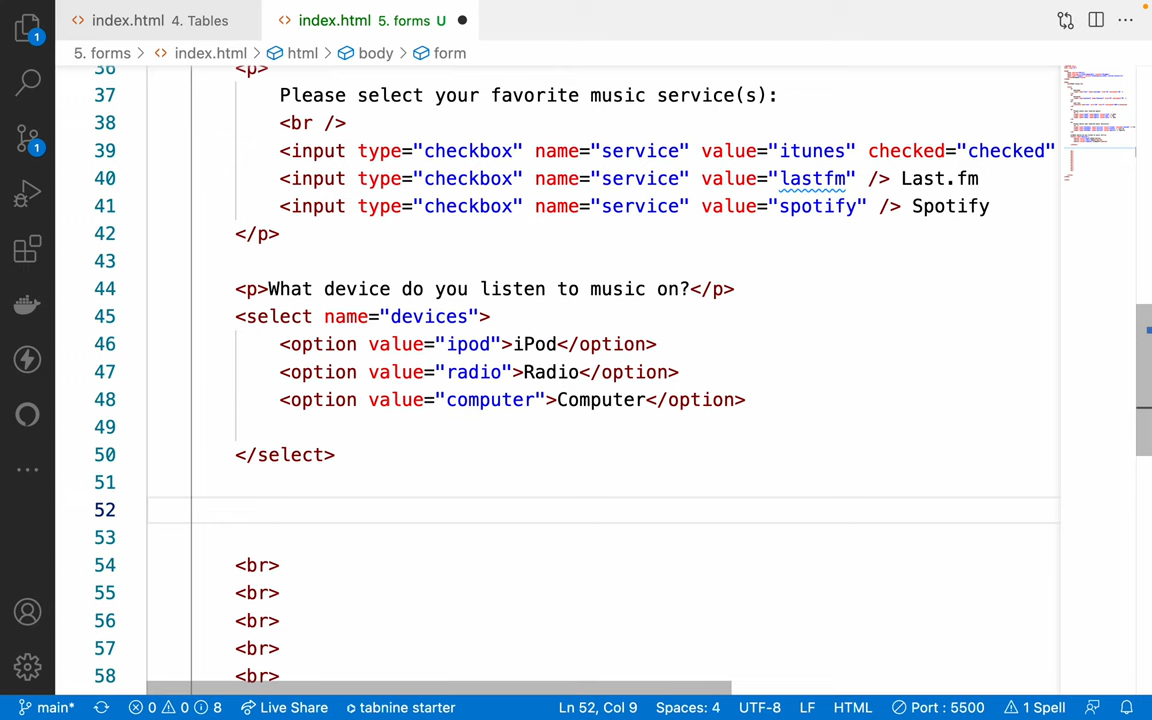 index.html 4. Tables
index.html 5. forms U
5. forms > index.html > html > body > form
36 <p>
37 Please select your favorite music service(s):
38 <br />
39 <input type="checkbox" name="service" value="itunes" checked="checked"
40 <input type="checkbox" name="service" value="lastfm" /> Last.fm
41 <input type="checkbox" name="service" value="spotify" /> Spotify
42 </p>
43
44 <p>What device do you listen to music on?</p>
45 <select name="devices">
46 <option value="ipod">iPod</option>
47 <option value="radio">Radio</option>
48 <option value="computer">Computer</option>
49
50 </select>
51
52
53
54 <br>
55 <br>
56 <br>
57 <br>
58 <br>
1
1
main* 0 0 8 Live Share tabnine starter Ln 52, Col 9 Spaces: 4 UTF-8 LF HTML Port : 5500 1 Spell